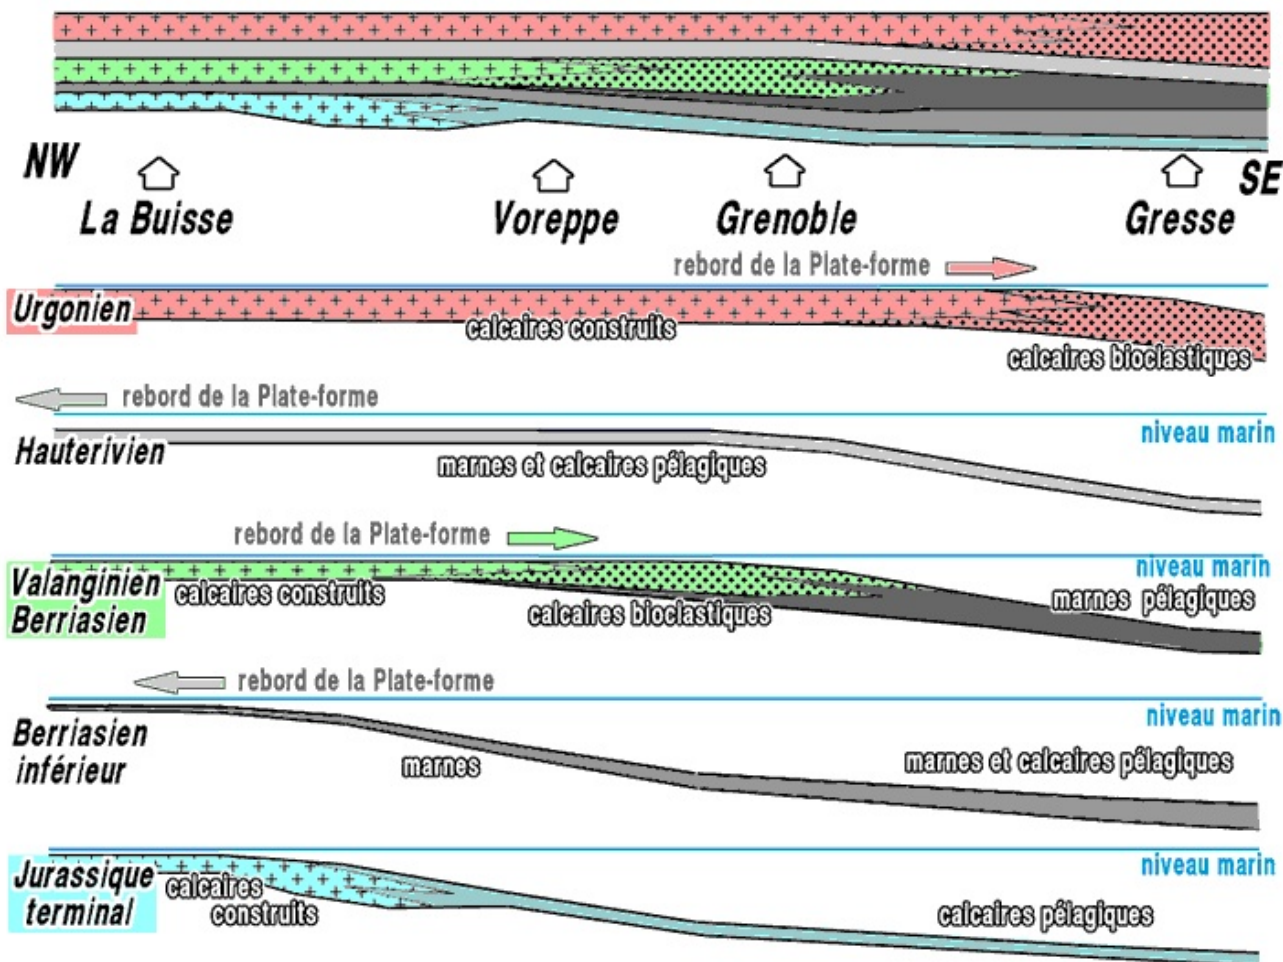 NW
SE
La Buisse
Voreppe
Grenoble
Gresse
rebord de la Plate-forme
Urgonien
calcaires construits
calcaires bioclastiques
rebord de la Plate-forme
niveau marin
Hauterivien
marnes et calcaires pélagiques
rebord de la Plate-forme
niveau marin
Valanginien
Berriasien
calcaires construits
calcaires bioclastiques
marnes pélagiques
rebord de la Plate-forme
niveau marin
Berriasien
inférieur
marnes
marnes et calcaires pélagiques
niveau marin
Jurassique
terminal
calcaires
construits
calcaires pélagiques